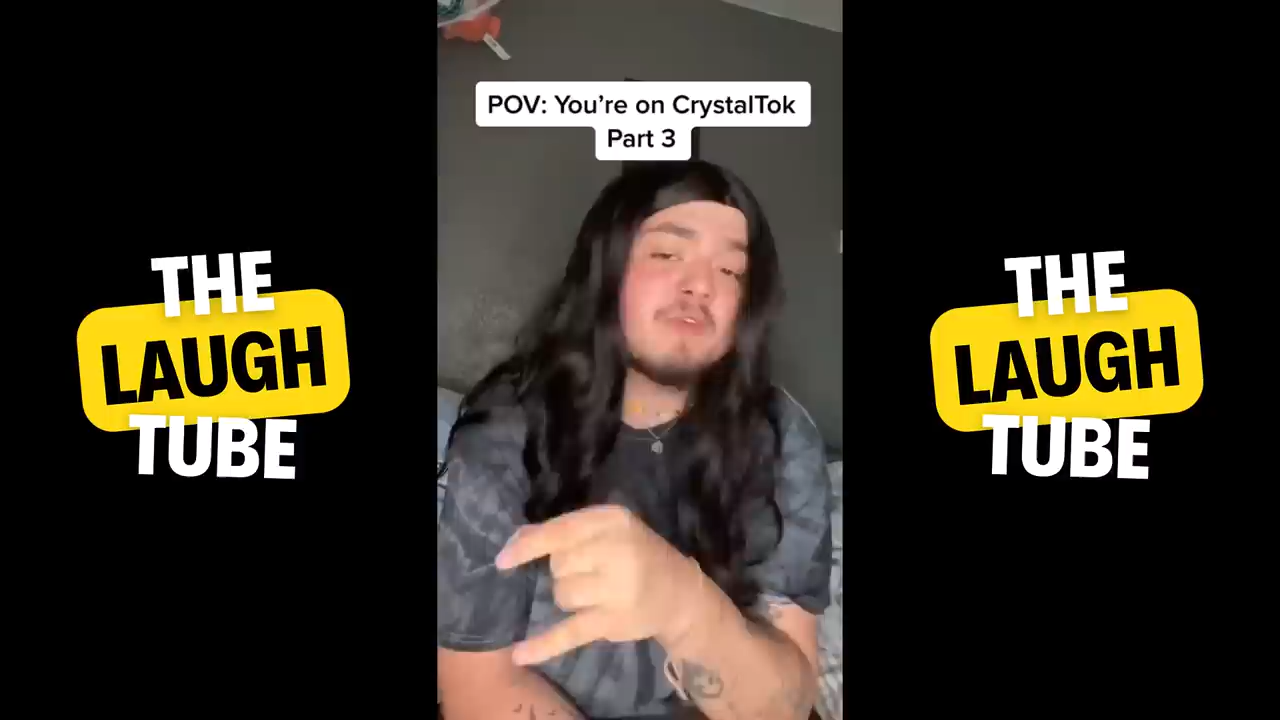 POV: You’re on CrystalTok
Part 3
THE
LAUGH
TUBE
THE
LAUGH
TUBE